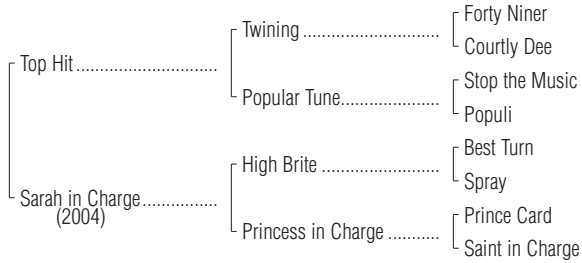 Forty Niner
Twining ..............................
Courtly Dee
Top Hit ...............................
Stop the Music
Popular Tune......................
Populi
Best Turn
High Brite ..........................
Spray
Sarah in Charge ................
(2004)
Prince Card
Princess in Charge ...........
Saint in Charge